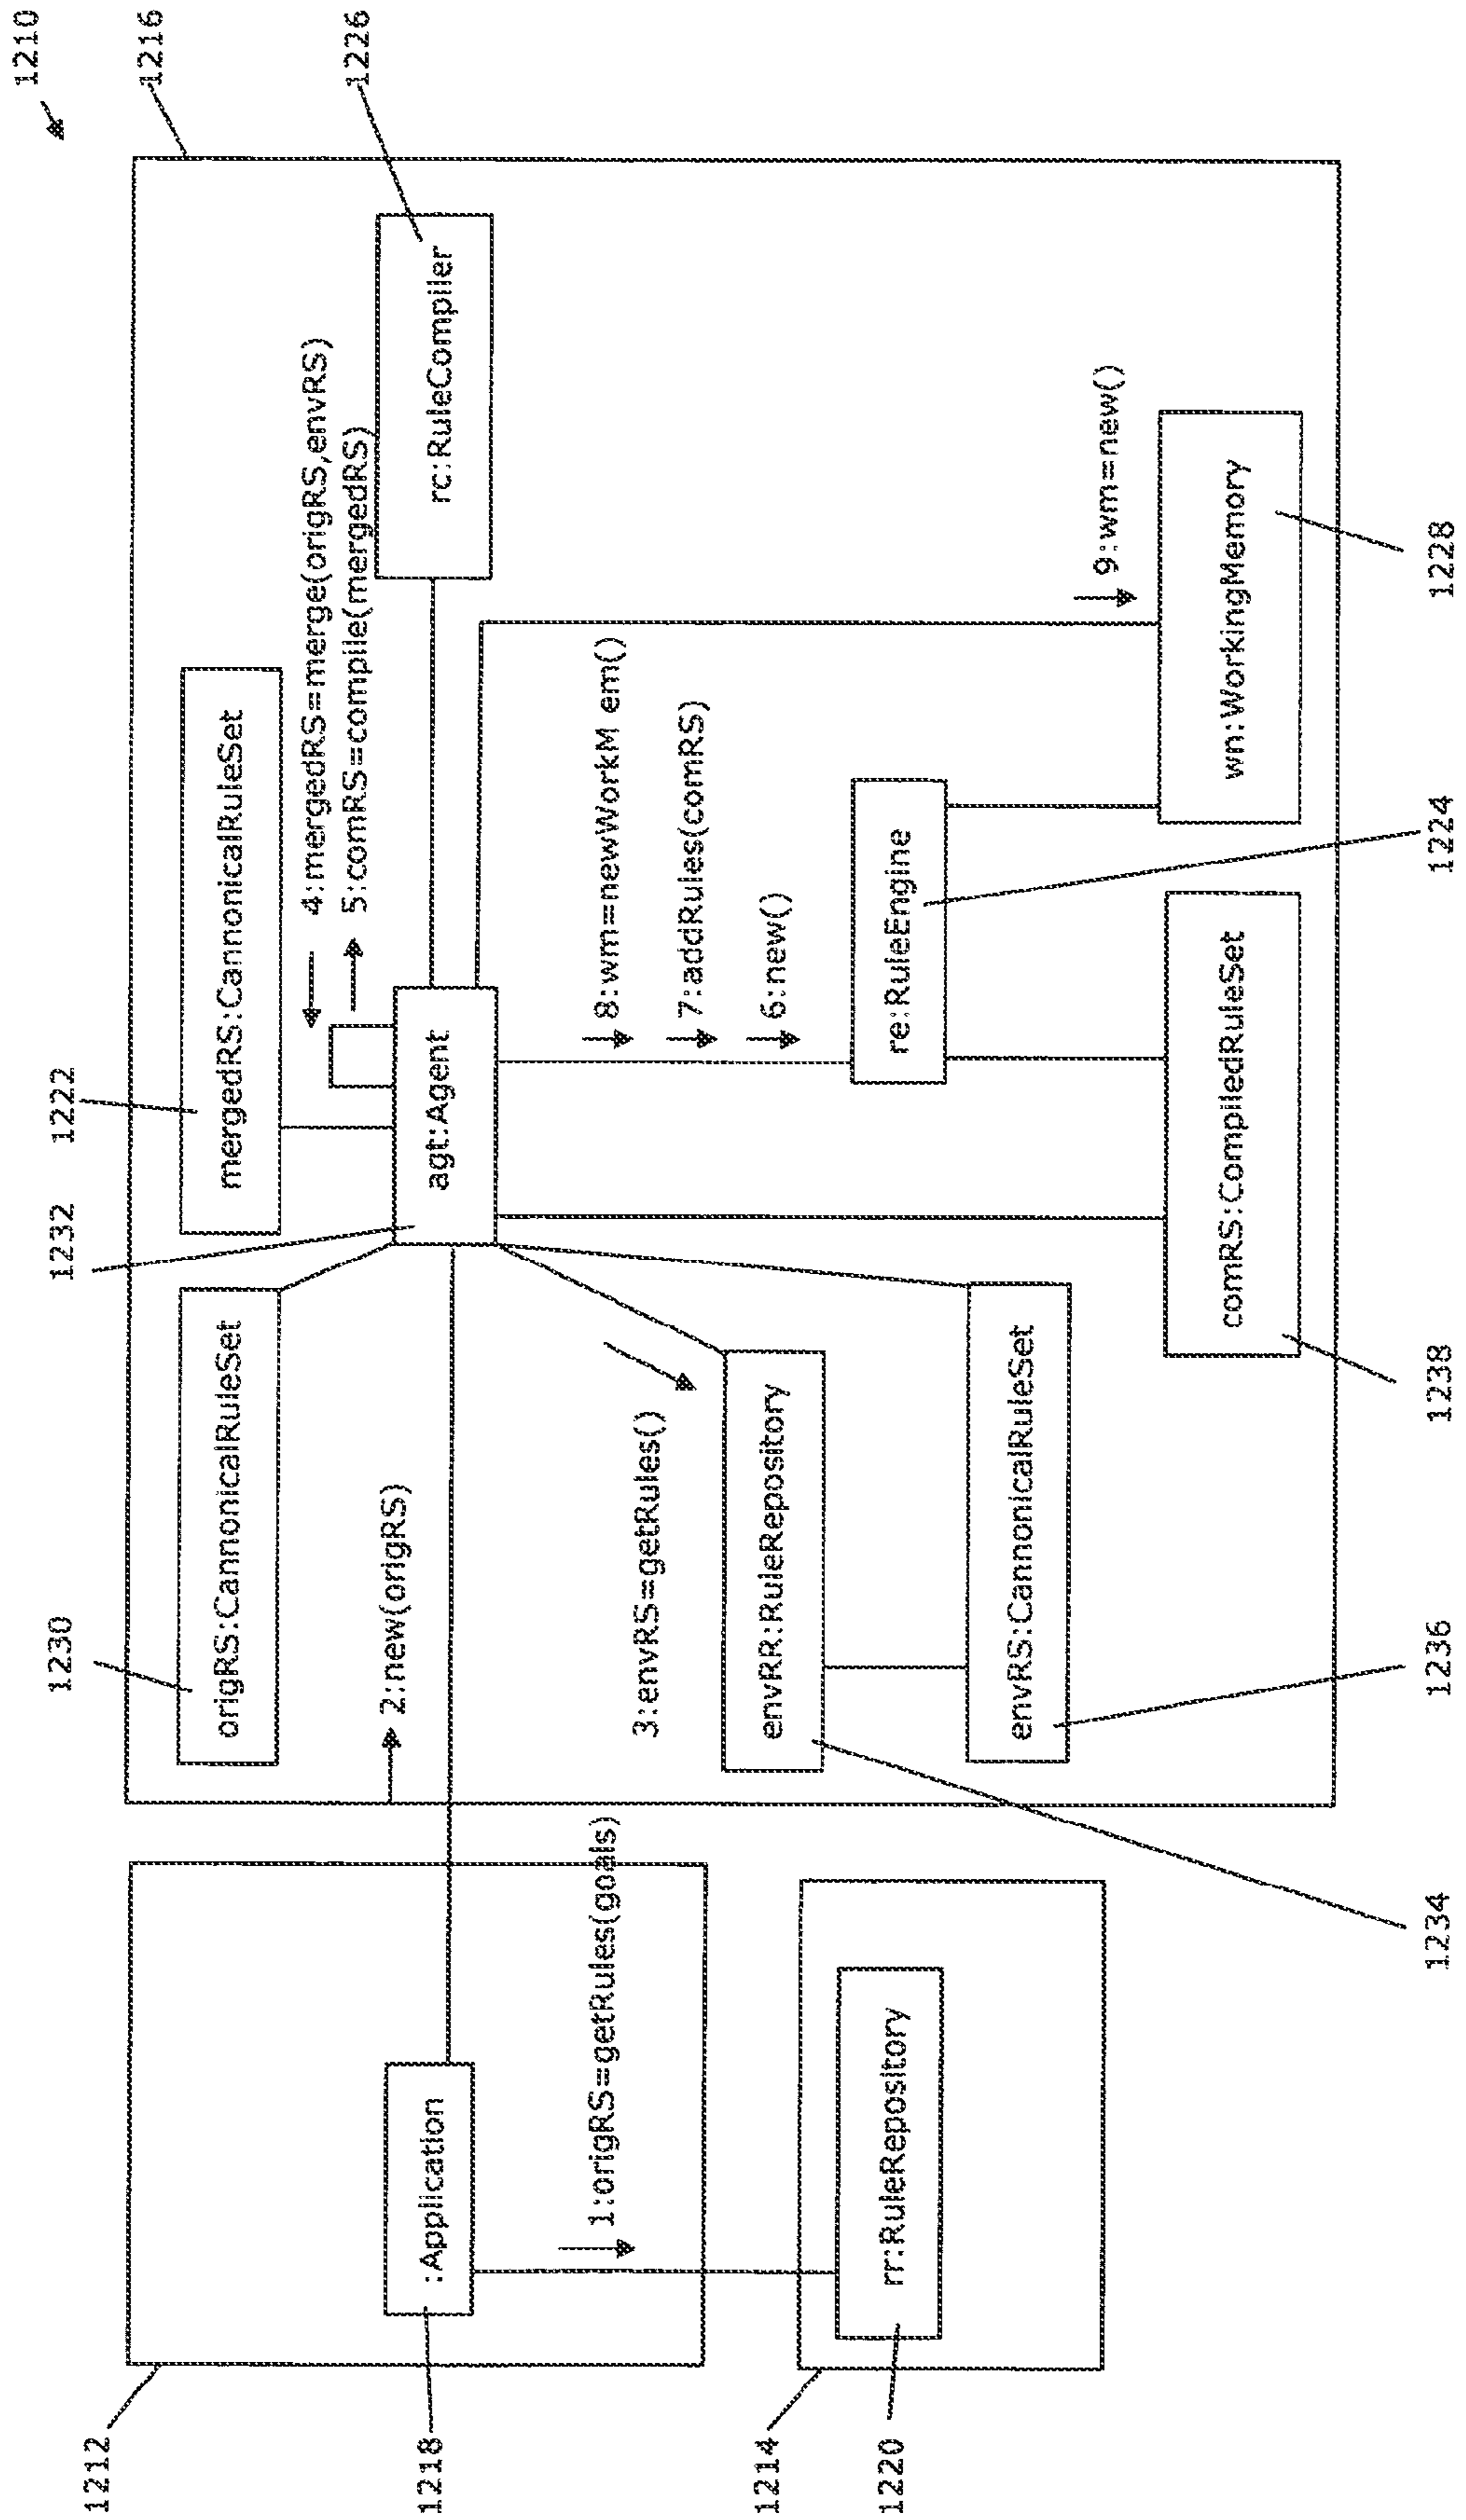 1210
1216
1226
1222
1232
1230
mergedRS:CannonicalRuleSet
origRS:CannonicalRuleSet
4:mergedRS=merge(origRS,envRS)
5:comRS=compile(mergedRS)
rc:RuleCompiler
2:new(origRS)
agt:Agent
:Application
1:origRS=getRules(goals)
3:envRS=getRules()
8:wm=newWorkM em()
7:addRules(comRS)
6:new()
9:wm=new()
envRR:RuleRepository
re:RuleEngine
rr:RuleRepository
envRS:CannonicalRuleSet
comRS:CompiledRuleSet
wn:WorkingMemory
1212
1218
1214
1220
1234
1236
1238
1224
1228